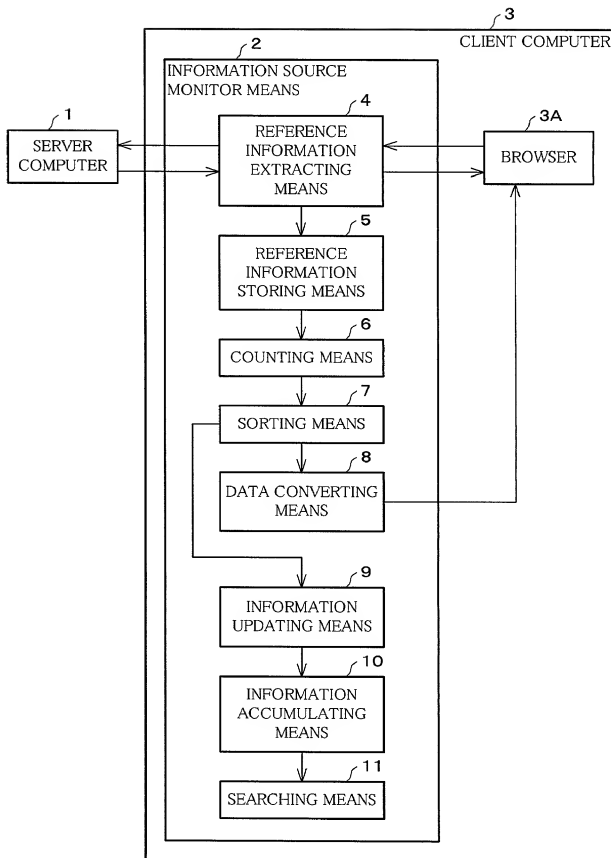 3
CLIENT COMPUTER
2
INFORMATION SOURCE
MONITOR MEANS
1
SERVER
COMPUTER
4
REFERENCE
INFORMATION
EXTRACTING
MEANS
3A
BROWSER
5
REFERENCE
INFORMATION
STORING MEANS
6
COUNTING MEANS
7
SORTING MEANS
8
DATA CONVERTING
MEANS
9
INFORMATION
UPDATING MEANS
10
INFORMATION
ACCUMULATING
MEANS
11
SEARCHING MEANS